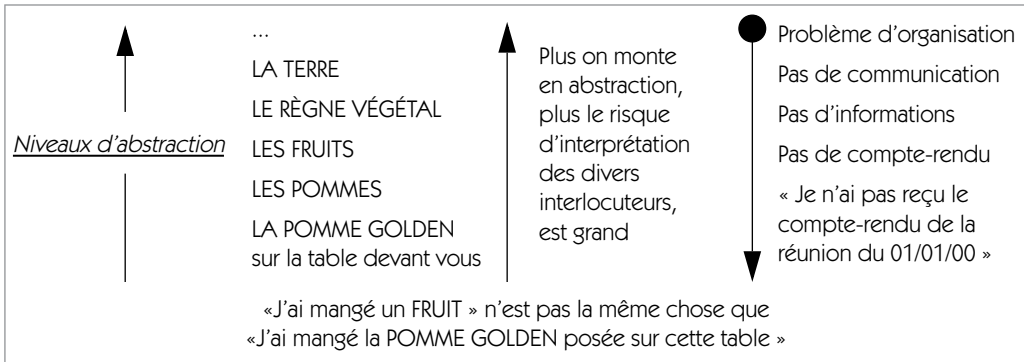 Niveaux d'abstraction
...
LA TERRE
LE RÈGNE VÉGÉTAL
LES FRUITS
LES POMMES
LA POMME GOLDEN
sur la table devant vous
Plus on monte
en abstraction,
plus le risque
d'interprétation
des divers
interlocuteurs,
est grand
Problème d'organisation
Pas de communication
Pas d'informations
Pas de compte-rendu
« Je n'ai pas reçu le
compte-rendu de la
réunion du 01/01/00 »
«J'ai mangé un FRUIT » n'est pas la même chose que
«J'ai mangé la POMME GOLDEN posée sur cette table »